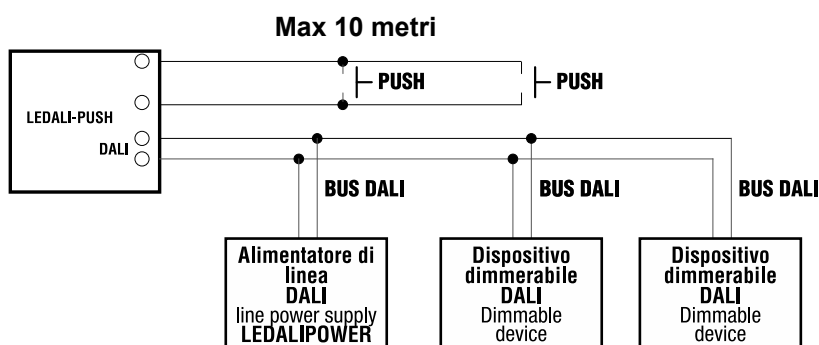 Max 10 metri
PUSH
PUSH
LEDALI-PUSH
DALI
BUS DALI
BUS DALI
BUS DALI
Alimentatore di
linea
DALI
line power supply
LEDALIPOWER
Dispositivo
dimmerabile
DALI
Dimmable
device
Dispositivo
dimmerabile
DALI
Dimmable
device